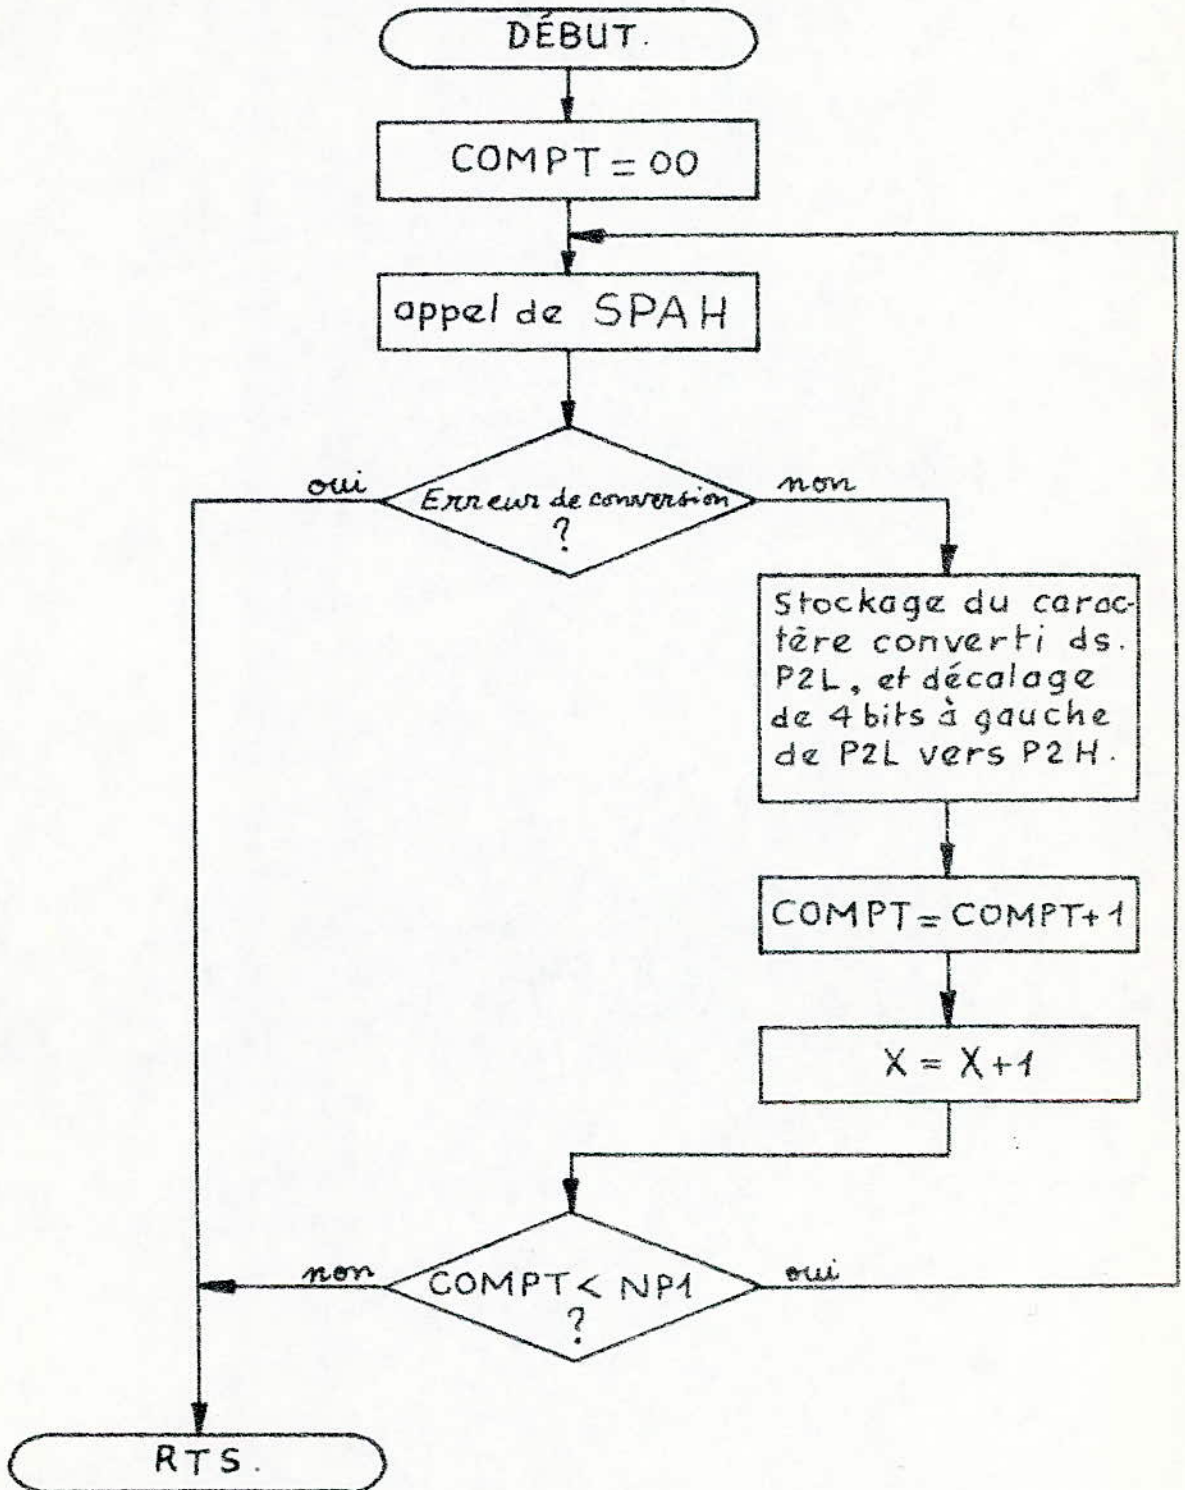 DÉBUT.
COMPT = 00
appel de SPAH
oui
Erreur de conversion
?
non
Stockage du carac-
tère converti ds.
P2L, et décalage
de 4 bits à gauche
de P2L vers P2H.
COMPT = COMPT+1
X = X+1
non
COMPT < NP1
?
oui
RTS.